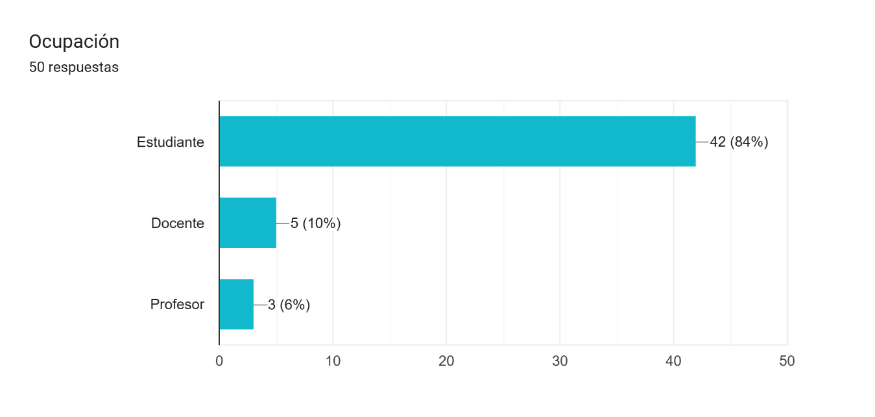 Ocupación
50 respuestas
Estudiante
42 (84%)
Docente
5 (10%)
Profesor
3 (6%)
0 10 20 30 40 50